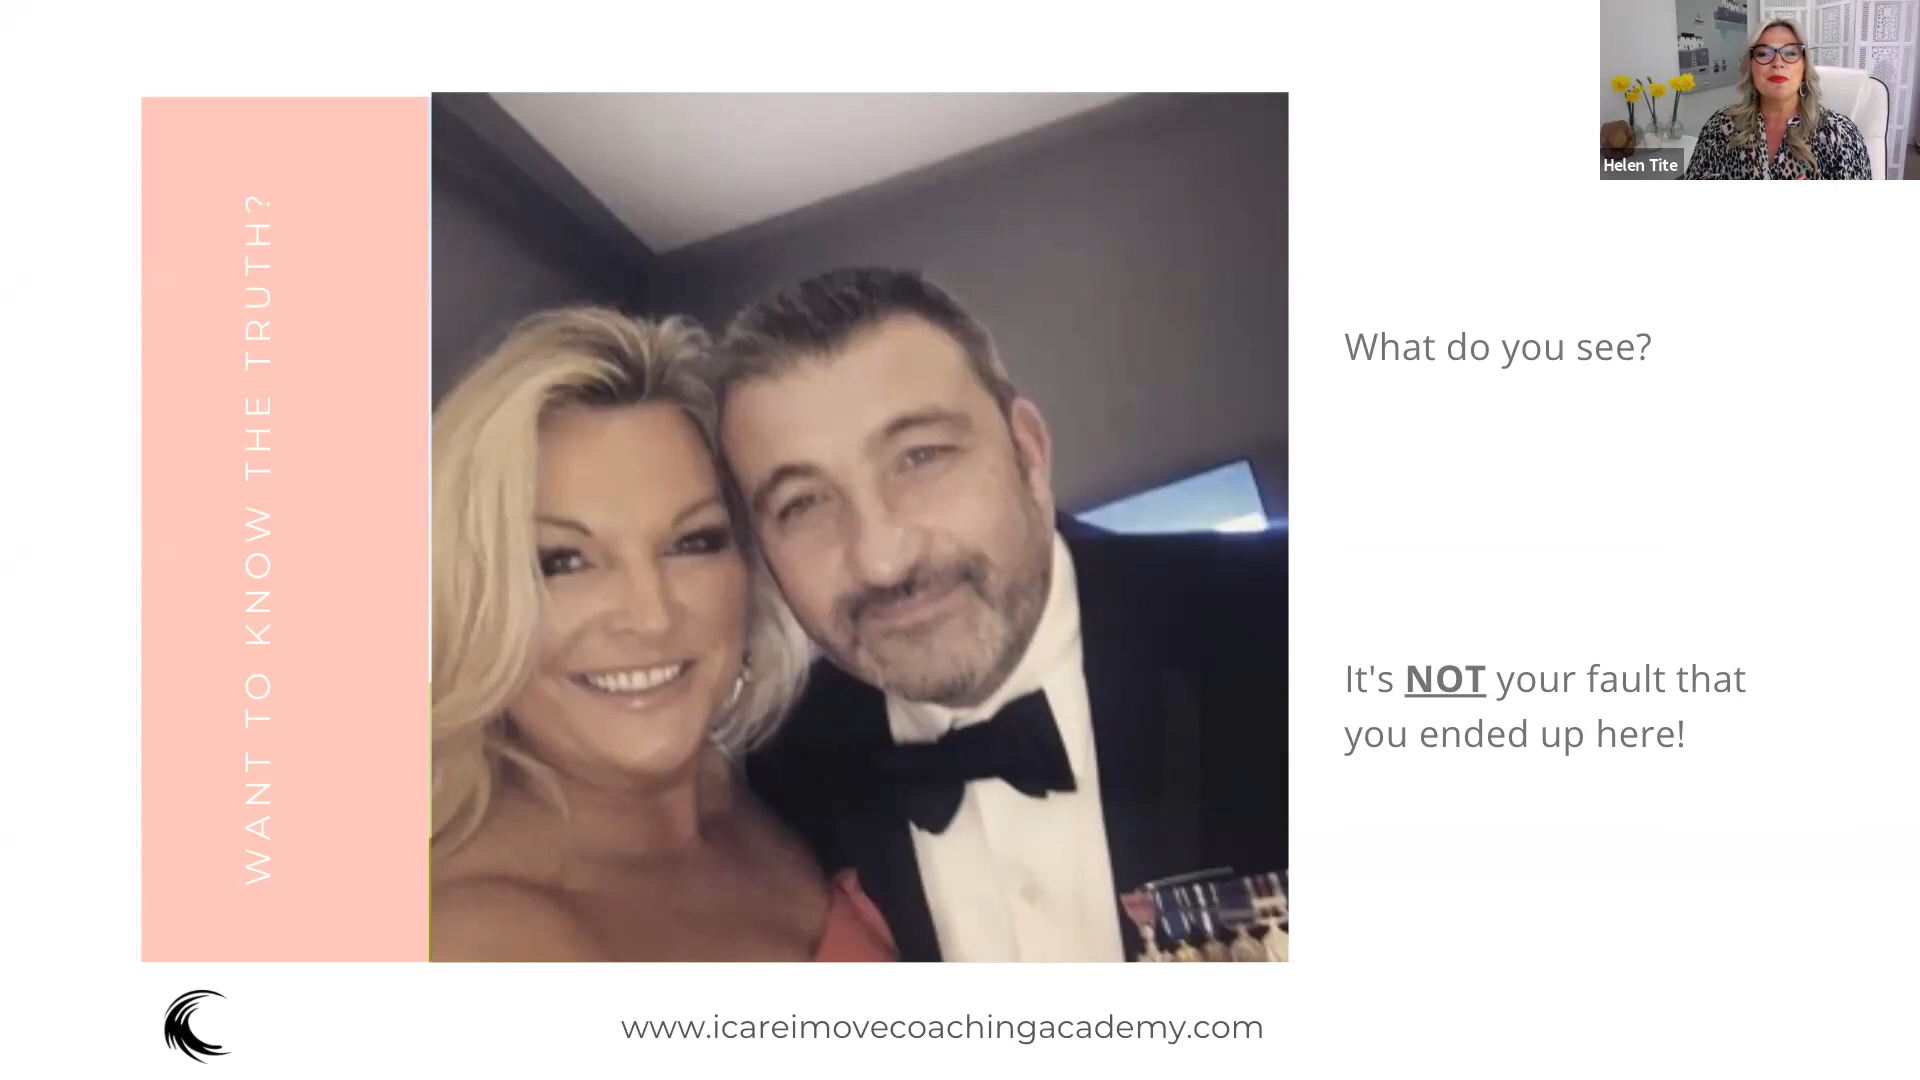 Helen Tite
WANT TO KNOW THE TRUTH?
What do you see?
It's NOT your fault that
you ended up here!
www.icareimovecoachingacademy.com